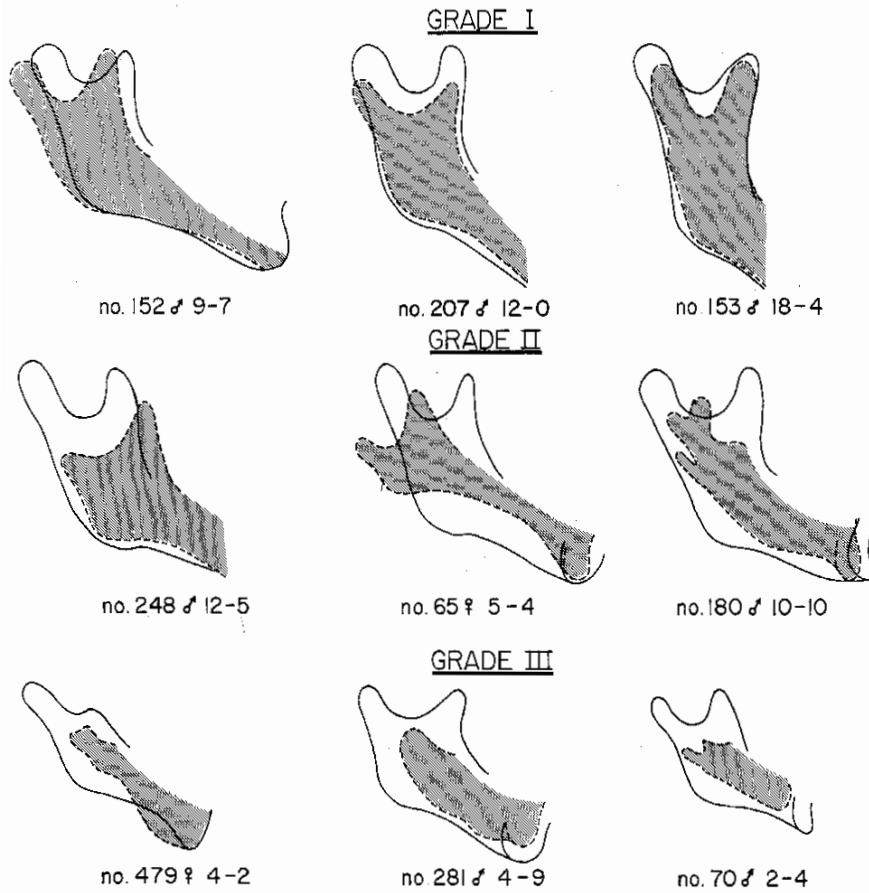 GRADE I
no. 152 ♂ 9-7 no. 207 ♂ 12-0 no. 153 ♂ 18-4
GRADE II
no. 248 ♂ 12-5 no. 65 ♀ 5-4 no. 180 ♂ 10-10
GRADE III
no. 479 ♀ 4-2 no. 281 ♂ 4-9 no. 70 ♂ 2-4